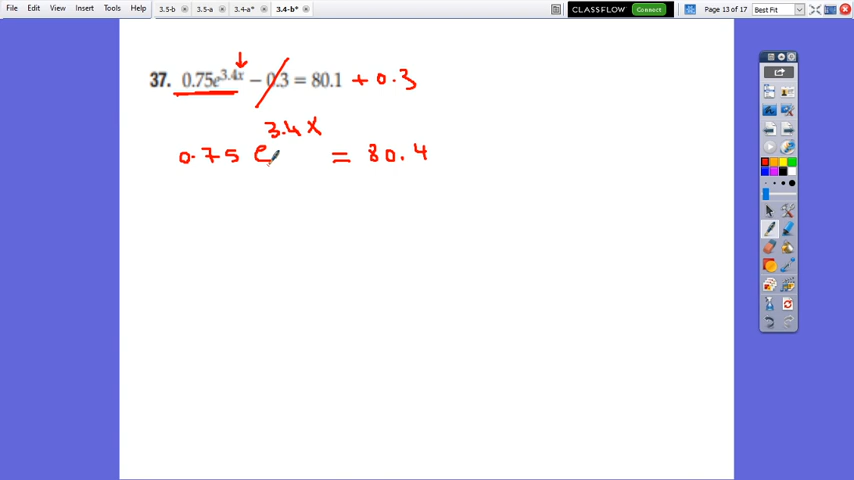 File Edit View Insert Tools Help
3.5-b 3.5-a 3.4-a* 3.4-b*
CLASSFLOW Connect Page 13 of 17 Best Fit
37. 0.75e^3.4x − 0.3 = 80.1 + 0.3
0.75 e^3.4x = 80.4